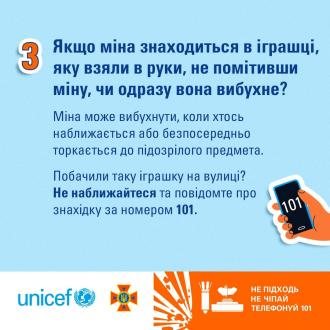 3
Якщо міна знаходиться в іграшці,
яку взяли в руки, не помітивши
міну, чи одразу вона вибухне?
Міна може вибухнути, коли хтось
наближається або безпосередньо
торкається до підозрілого предмета.
Побачили таку іграшку на вулиці?
Не наближайтеся та повідомте про
знахідку за номером 101.
101
unicef
НЕ ПІДХОДЬ
НЕ ЧІПАЙ
ТЕЛЕФОНУЙ 101